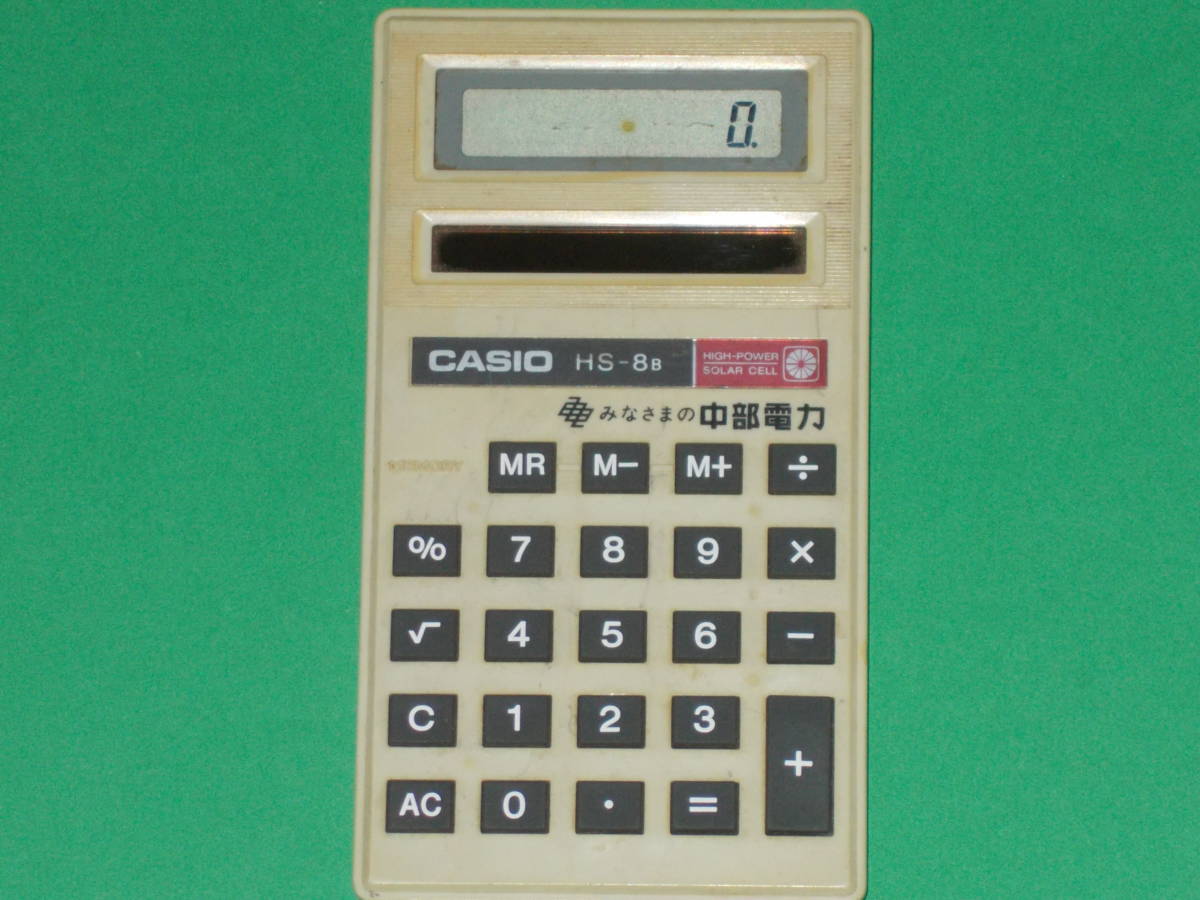 0.
CASIO HS-8B HIGH-POWER
SOLAR CELL
みなさまの中部電力
MR M− M+ ÷
% 7 8 9 ×
√ 4 5 6 −
C 1 2 3 +
AC 0 . =